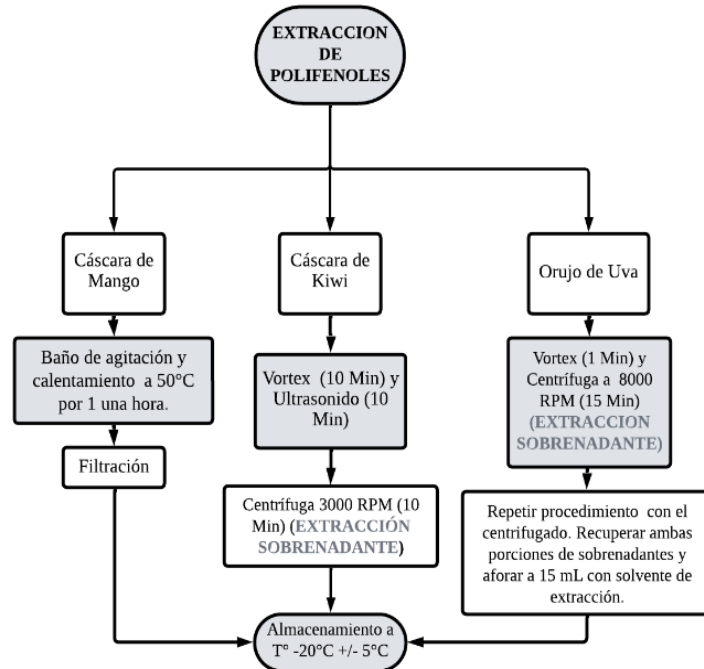 EXTRACCION
DE
POLIFENOLES
Cáscara de
Mango
Cáscara de
Kiwi
Orujo de Uva
Baño de agitación y
calentamiento a 50°C
por 1 una hora.
Vortex (10 Min) y
Ultrasonido (10
Min)
Vortex (1 Min) y
Centrífuga a 8000
RPM (15 Min)
(EXTRACCION
SOBRENADANTE)
Filtración
Centrífuga 3000 RPM (10
Min) (EXTRACCIÓN
SOBRENADANTE)
Repetir procedimiento con el
centrifugado. Recuperar ambas
porciones de sobrenadantes y
aforar a 15 mL con solvente de
extracción.
Almacenamiento a
T° -20°C +/- 5°C